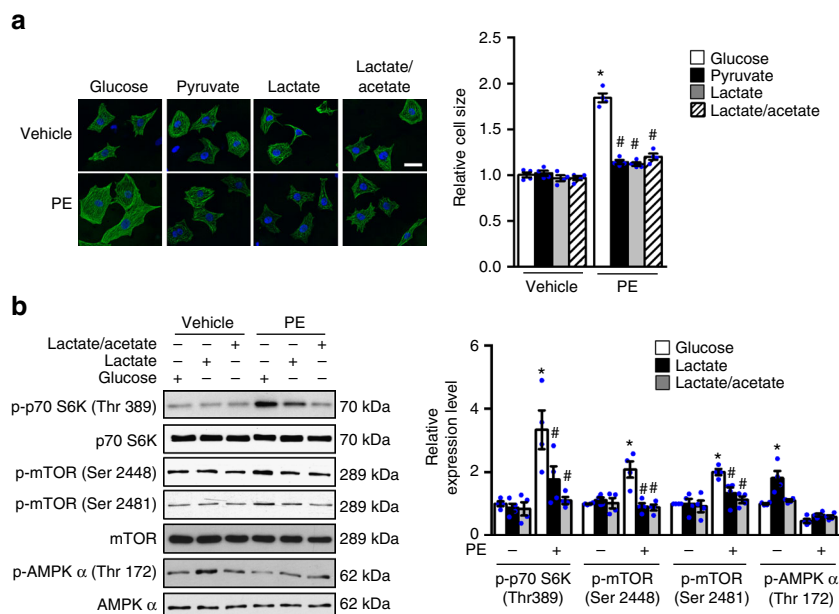 a
Glucose
Pyruvate
Lactate
Lactate/
acetate
Vehicle
PE
Relative cell size
2.5
2.0
1.5
1.0
0.5
0.0
*
# # #
Vehicle
PE
Glucose
Pyruvate
Lactate
Lactate/acetate
b
Vehicle
PE
Lactate/acetate − − + − − +
Lactate − + − − + −
Glucose + − − + − −
p-p70 S6K (Thr 389) 70 kDa
p70 S6K 70 kDa
p-mTOR (Ser 2448) 289 kDa
p-mTOR (Ser 2481) 289 kDa
mTOR 289 kDa
p-AMPK α (Thr 172) 62 kDa
AMPK α 62 kDa
Relative
expression level
6
4
2
0
Glucose
Lactate
Lactate/acetate
* # # * # # * # # *
PE − + − + − + − +
p-p70 S6K
(Thr389)
p-mTOR
(Ser 2448)
p-mTOR
(Ser 2481)
p-AMPK α
(Thr 172)